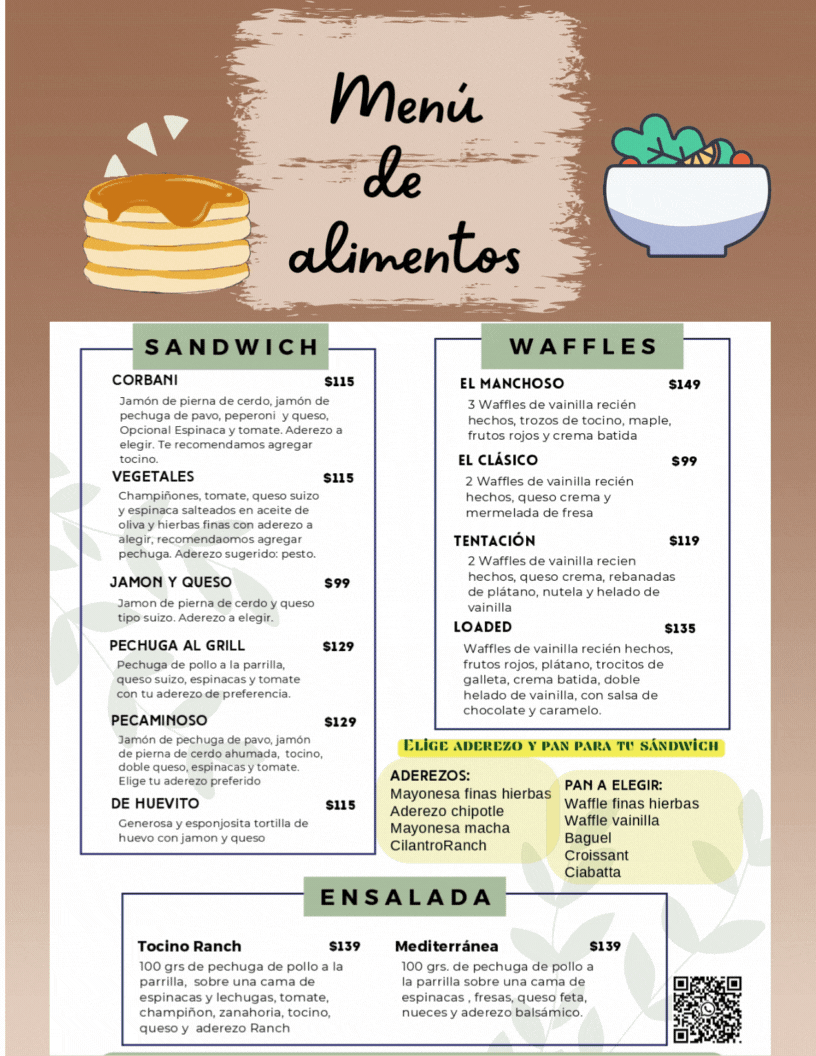 Menú
de
alimentos
SANDWICH
CORBANI $115
Jamón de pierna de cerdo, jamón de
pechuga de pavo, peperoni y queso,
Opcional Espinaca y tomate. Aderezo a
elegir. Te recomendamos agregar
tocino.
VEGETALES $115
Champiñones, tomate, queso suizo
y espinaca salteados en aceite de
oliva y hierbas finas con aderezo a
alegir, recomendaomos agregar
pechuga. Aderezo sugerido: pesto.
JAMON Y QUESO $99
Jamon de pierna de cerdo y queso
tipo suizo. Aderezo a elegir.
PECHUGA AL GRILL $129
Pechuga de pollo a la parrilla,
queso suizo, espinacas y tomate
con tu aderezo de preferencia.
PECAMINOSO $129
Jamón de pechuga de pavo, jamón
de pierna de cerdo ahumada, tocino,
doble queso, espinacas y tomate.
Elige tu aderezo preferido
DE HUEVITO $115
Generosa y esponjosita tortilla de
huevo con jamon y queso
WAFFLES
EL MANCHOSO $149
3 Waffles de vainilla recién
hechos, trozos de tocino, maple,
frutos rojos y crema batida
EL CLÁSICO $99
2 Waffles de vainilla recién
hechos, queso crema y
mermelada de fresa
TENTACIÓN $119
2 Waffles de vainilla recien
hechos, queso crema, rebanadas
de plátano, nutela y helado de
vainilla
LOADED $135
Waffles de vainilla recién hechos,
frutos rojos, plátano, trocitos de
galleta, crema batida, doble
helado de vainilla, con salsa de
chocolate y caramelo.
ELIGE ADEREZO Y PAN PARA TU SÁNDWICH
ADEREZOS:
Mayonesa finas hierbas
Aderezo chipotle
Mayonesa macha
CilantroRanch
PAN A ELEGIR:
Waffle finas hierbas
Waffle vainilla
Baguel
Croissant
Ciabatta
ENSALADA
Tocino Ranch $139
100 grs de pechuga de pollo a la
parrilla, sobre una cama de
espinacas y lechugas, tomate,
champiñon, zanahoria, tocino,
queso y aderezo Ranch
Mediterránea $139
100 grs. de pechuga de pollo a
la parrilla sobre una cama de
espinacas , fresas, queso feta,
nueces y aderezo balsámico.